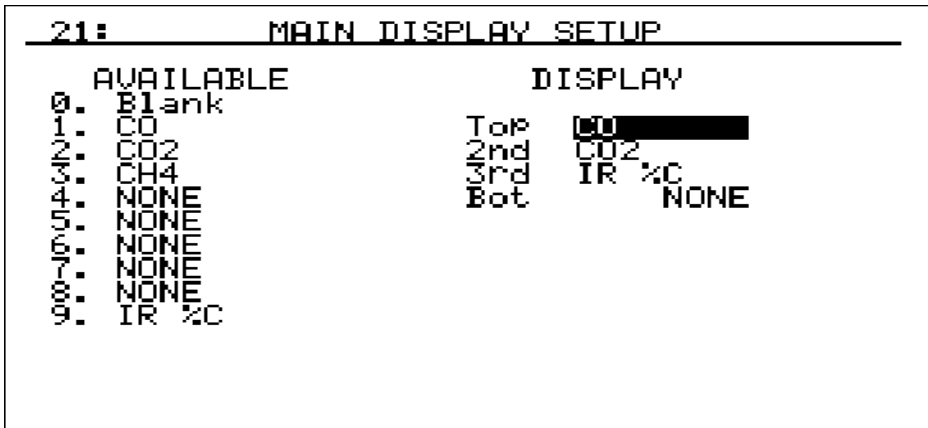 21: MAIN DISPLAY SETUP
AVAILABLE DISPLAY
0. Blank
1. CO Top CO
2. CO2 2nd CO2
3. CH4 3rd IR %C
4. NONE Bot NONE
5. NONE
6. NONE
7. NONE
8. NONE
9. IR %C